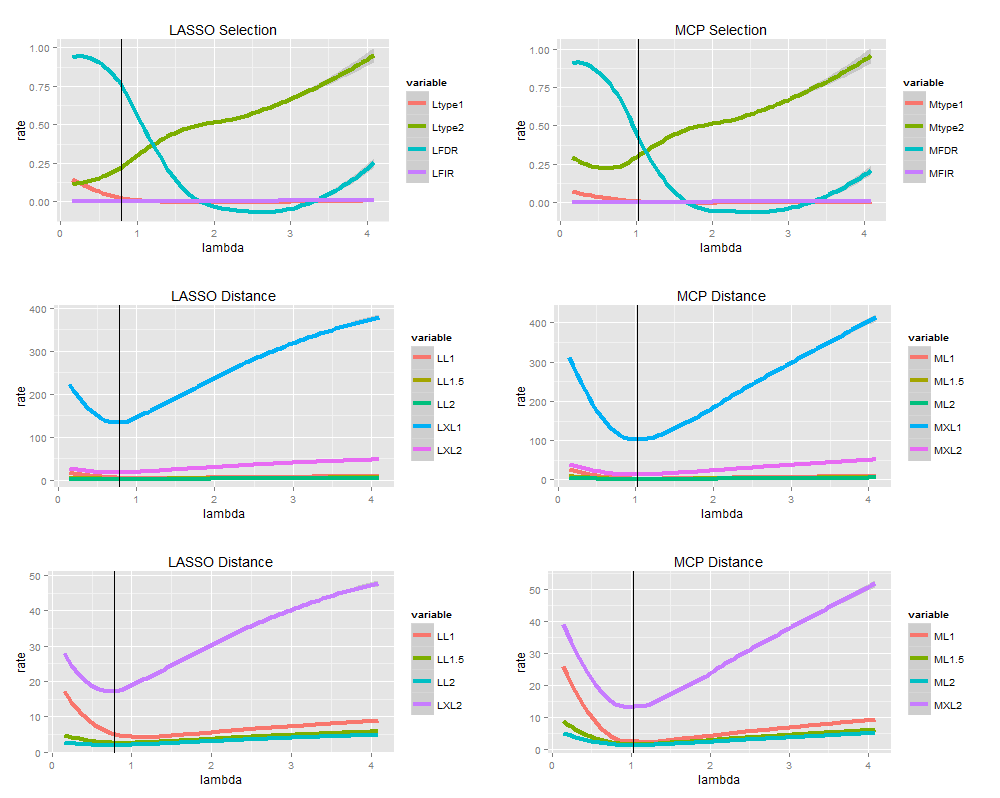 LASSO Selection
1.00
0.75
0.50
0.25
0.00
rate
0 1 2 3 4
lambda
variable
Ltype1
Ltype2
LFDR
LFIR
MCP Selection
1.00
0.75
0.50
0.25
0.00
rate
0 1 2 3 4
lambda
variable
Mtype1
Mtype2
MFDR
MFIR
LASSO Distance
400
300
200
100
0
rate
0 1 2 3 4
lambda
variable
LL1
LL1.5
LL2
LXL1
LXL2
MCP Distance
400
300
200
100
0
rate
0 1 2 3 4
lambda
variable
ML1
ML1.5
ML2
MXL1
MXL2
LASSO Distance
50
40
30
20
10
0
rate
0 1 2 3 4
lambda
variable
LL1
LL1.5
LL2
LXL2
MCP Distance
50
40
30
20
10
0
rate
0 1 2 3 4
lambda
variable
ML1
ML1.5
ML2
MXL2